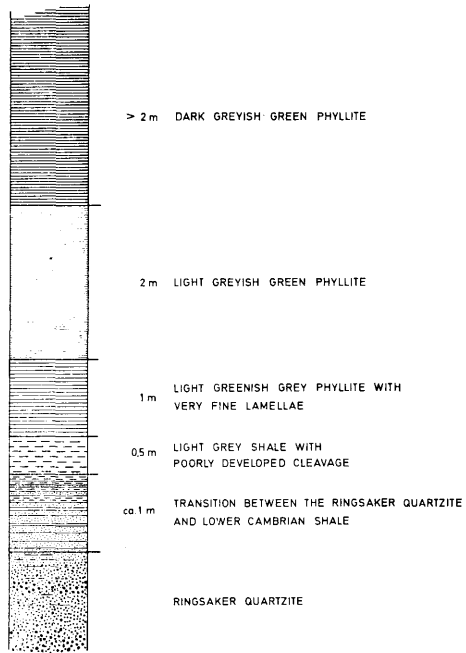 > 2 m DARK GREYISH GREEN PHYLLITE
2 m LIGHT GREYISH GREEN PHYLLITE
1 m LIGHT GREENISH GREY PHYLLITE WITH
VERY FINE LAMELLAE
0,5 m LIGHT GREY SHALE WITH
POORLY DEVELOPED CLEAVAGE
ca. 1 m TRANSITION BETWEEN THE RINGSAKER QUARTZITE
AND LOWER CAMBRIAN SHALE
RINGSAKER QUARTZITE